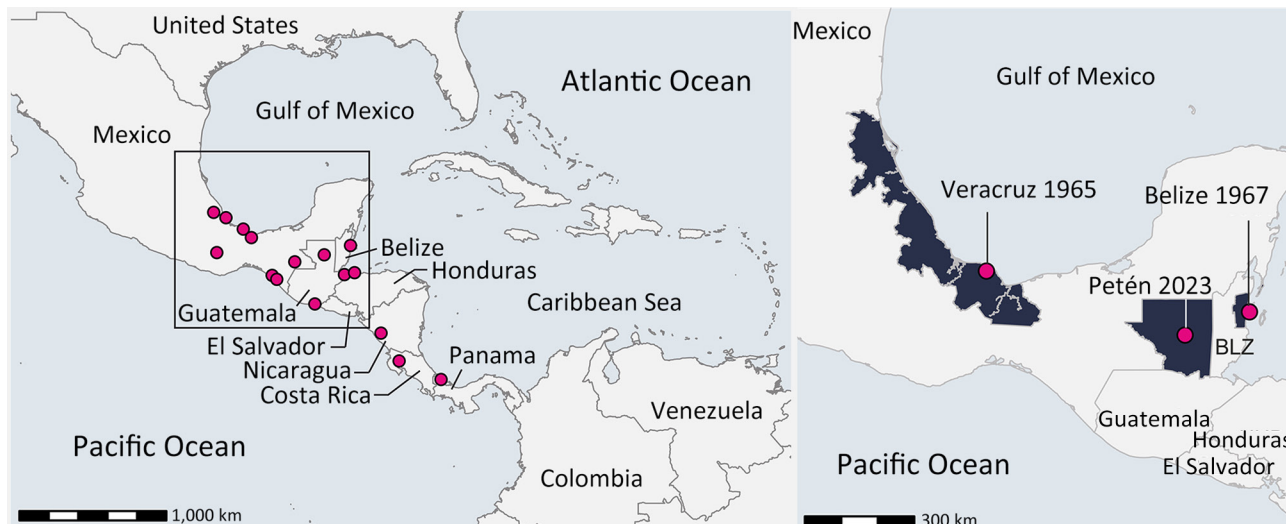 United States
Atlantic Ocean
Gulf of Mexico
Mexico
Belize
Honduras
Guatemala
Caribbean Sea
El Salvador
Nicaragua
Panama
Costa Rica
Venezuela
Pacific Ocean
Colombia
1,000 km
Mexico
Gulf of Mexico
Veracruz 1965
Belize 1967
Petén 2023
BLZ
Guatemala
Honduras
El Salvador
Pacific Ocean
300 km